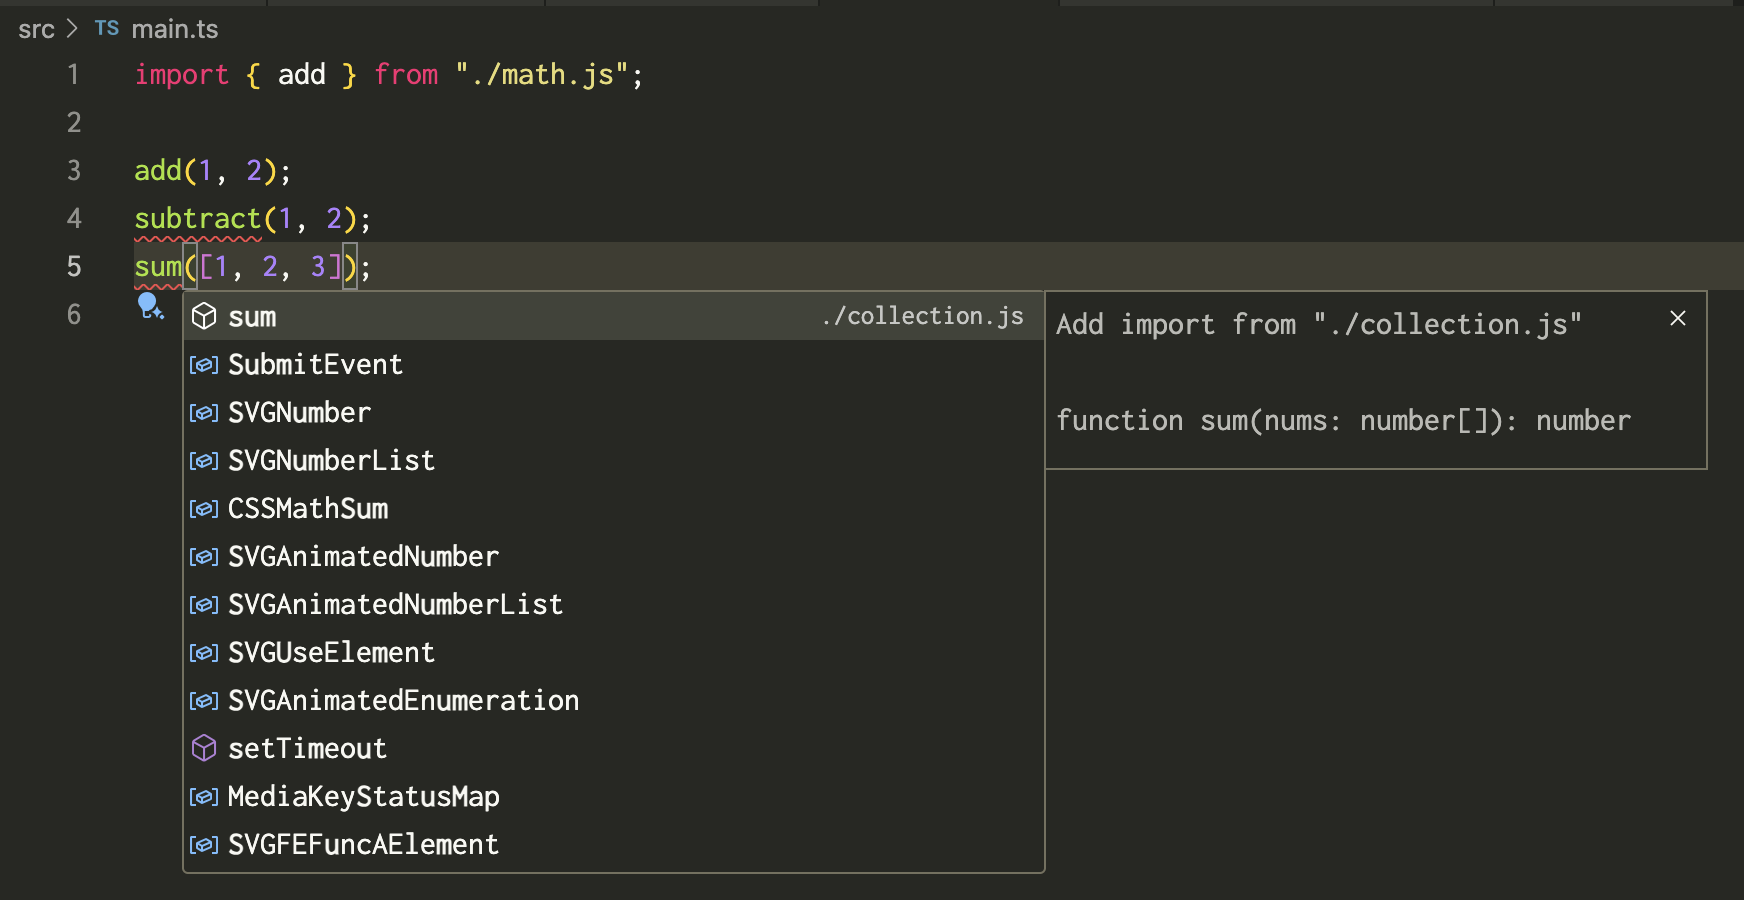 src > TS main.ts
1 import { add } from "./math.js";
2
3 add(1, 2);
4 subtract(1, 2);
5 sum([1, 2, 3]);
6
sum ./collection.js
SubmitEvent
SVGNumber
SVGNumberList
CSSMathSum
SVGAnimatedNumber
SVGAnimatedNumberList
SVGUseElement
SVGAnimatedEnumeration
setTimeout
MediaKeyStatusMap
SVGFEFuncAElement
Add import from "./collection.js"
function sum(nums: number[]): number